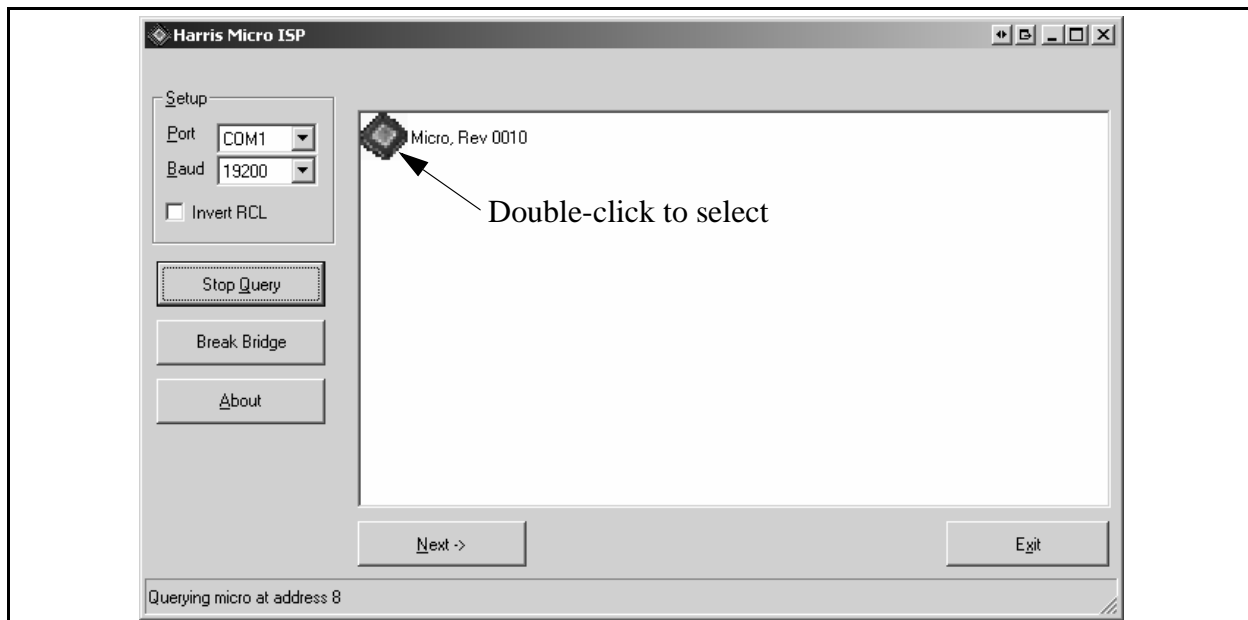 Harris Micro ISP
Setup
Port COM1
Baud 19200
Invert RCL
Micro, Rev 0010
Double-click to select
Stop Query
Break Bridge
About
Next ->
Exit
Querying micro at address 8